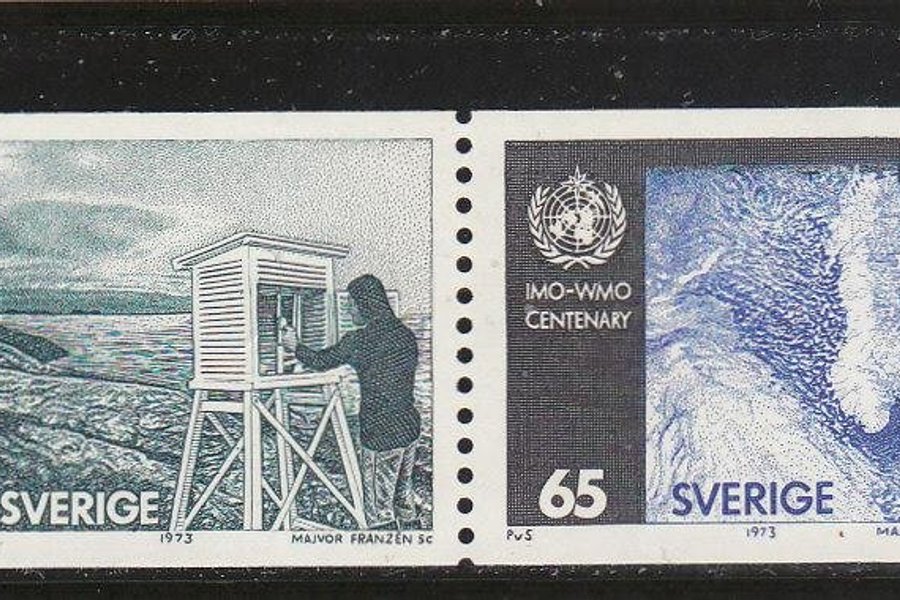 SVERIGE
1973
MAJVOR FRANZÉN SC
IMO-WMO
CENTENARY
65
SVERIGE
PvS
1973